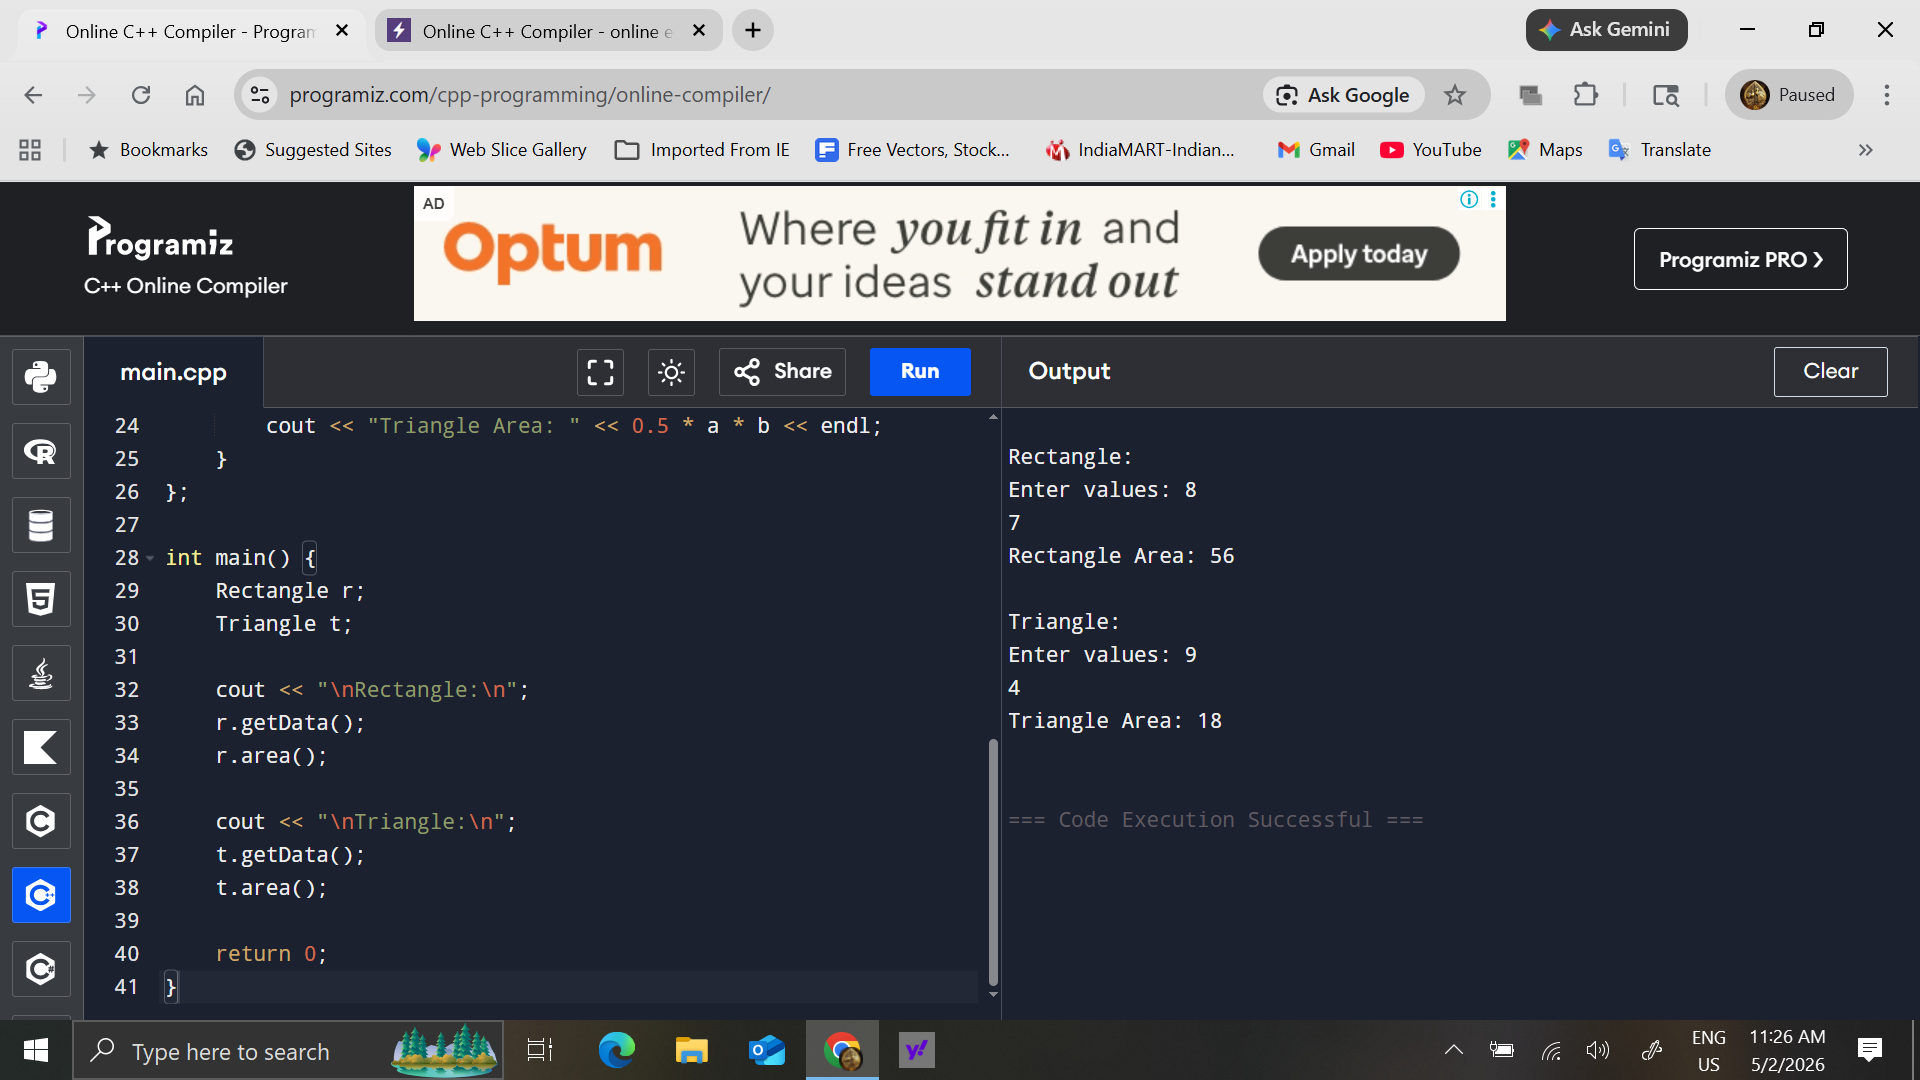 Online C++ Compiler - Program
Online C++ Compiler - online e
Ask Gemini
programiz.com/cpp-programming/online-compiler/
Ask Google
Paused
Bookmarks
Suggested Sites
Web Slice Gallery
Imported From IE
Free Vectors, Stock...
IndiaMART-Indian...
Gmail
YouTube
Maps
Translate
Programiz
C++ Online Compiler
AD
Optum
Where you fit in and
your ideas stand out
Apply today
Programiz PRO ❯
main.cpp
Share
Run
24 cout << "Triangle Area: " << 0.5 * a * b << endl;
25 }
26 };
27
28 int main() {
29 Rectangle r;
30 Triangle t;
31
32 cout << "\nRectangle:\n";
33 r.getData();
34 r.area();
35
36 cout << "\nTriangle:\n";
37 t.getData();
38 t.area();
39
40 return 0;
41 }
Output
Clear
Rectangle:
Enter values: 8
7
Rectangle Area: 56
Triangle:
Enter values: 9
4
Triangle Area: 18
=== Code Execution Successful ===
Type here to search
y!
ENG
US
11:26 AM
5/2/2026